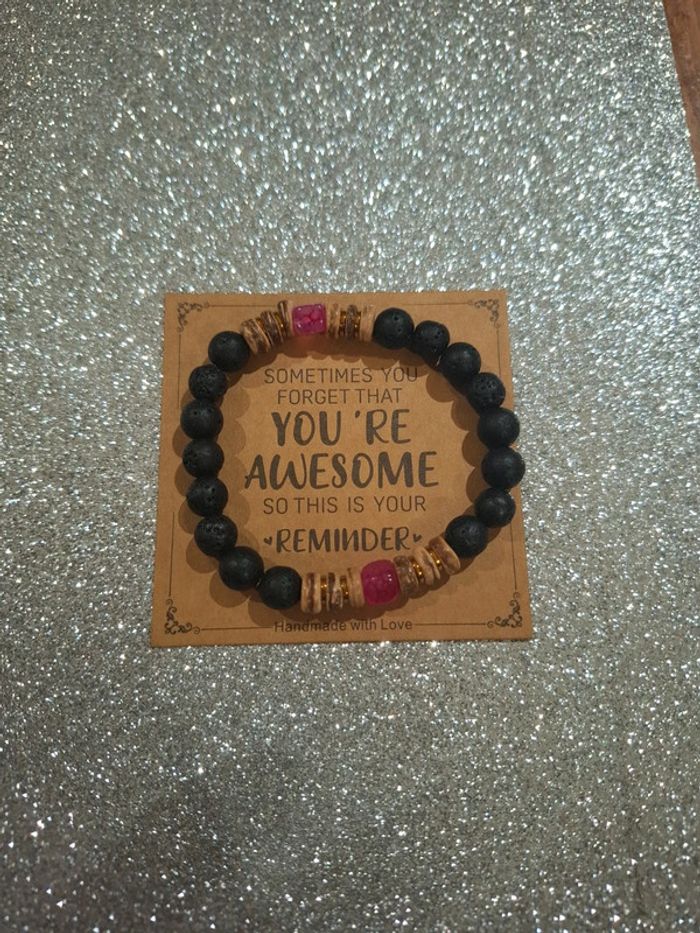 SOMETIMES YOU
FORGET THAT
YOU'RE
AWESOME
SO THIS IS YOUR
REMINDER
Handmade with Love